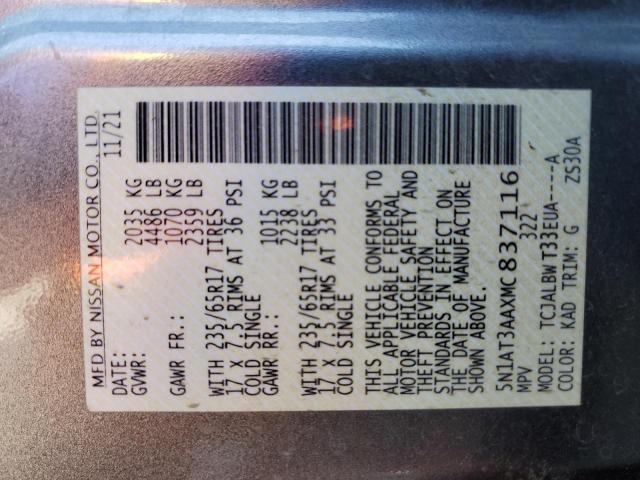 MFD BY NISSAN MOTOR CO., LTD.
DATE: 11/21
GVWR: 2035 KG
4486 LB
GAWR FR.: 1070 KG
2359 LB
WITH 235/65R17 TIRES
17 X 7.5 RIMS AT 36 PSI
COLD SINGLE
GAWR RR.: 1015 KG
2238 LB
WITH 235/65R17 TIRES
17 X 7.5 RIMS AT 33 PSI
COLD SINGLE
THIS VEHICLE CONFORMS TO
ALL APPLICABLE FEDERAL
MOTOR VEHICLE SAFETY AND
THEFT PREVENTION
STANDARDS IN EFFECT ON
THE DATE OF MANUFACTURE
SHOWN ABOVE.
5N1AT3AAXMC837116
MPV 322
MODEL: TCJALBW T33EUA----A
COLOR: KAD TRIM: G ZS30A